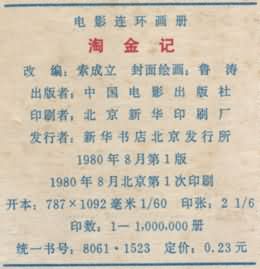 电影连环画册
淘金记
改编：索成立 封面绘画：鲁涛
出版者：中国电影出版社
印刷者：北京新华印刷厂
发行者：新华书店北京发行所
1980年8月第1版
1980年8月北京第1次印刷
开本：787×1092毫米1/60 印张：2 1/6
印数：1—1,000,000册
统一书号：8061·1523 定价：0.23元